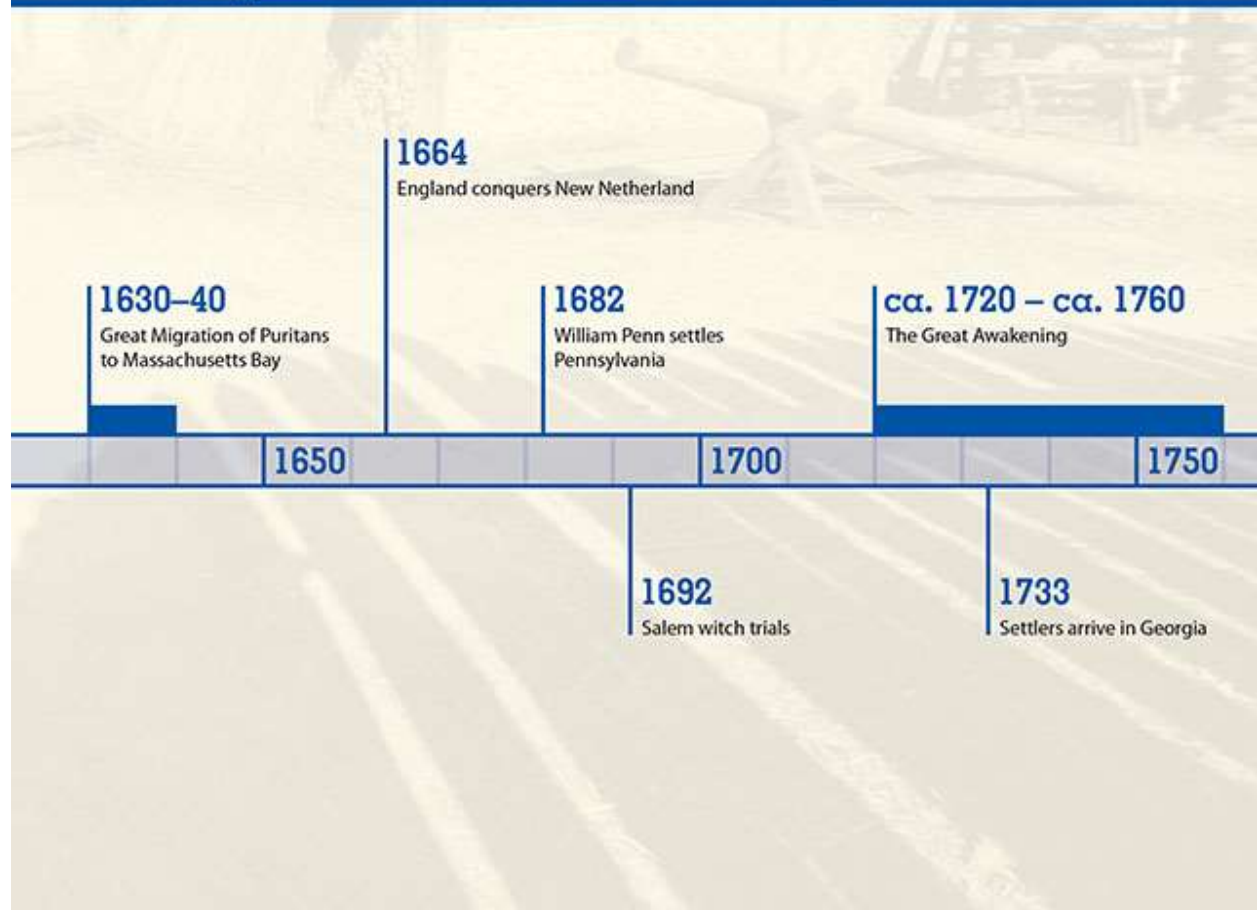 1664
England conquers New Netherland
1630–40
Great Migration of Puritans
to Massachusetts Bay
1682
William Penn settles
Pennsylvania
ca. 1720 – ca. 1760
The Great Awakening
1650
1700
1750
1692
Salem witch trials
1733
Settlers arrive in Georgia